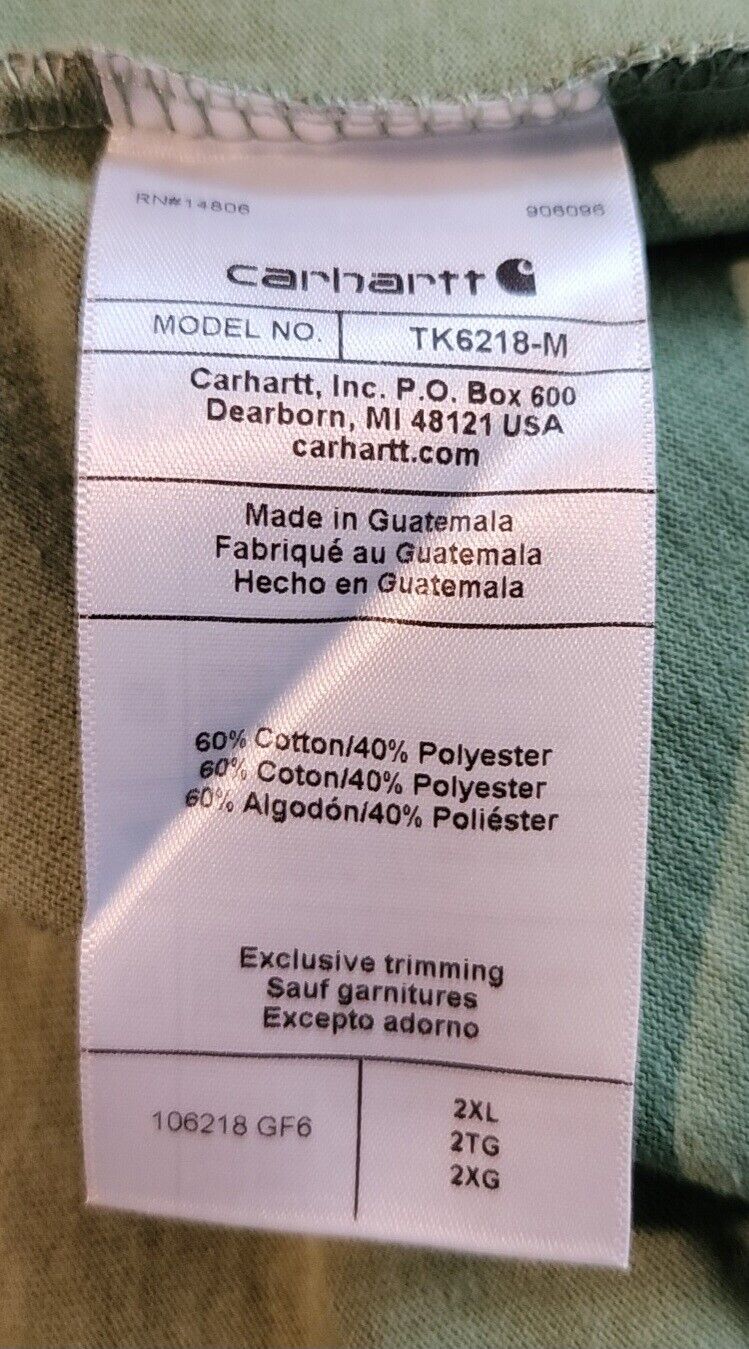 RN#14806 906096
carhartt
MODEL NO. TK6218-M
Carhartt, Inc. P.O. Box 600
Dearborn, MI 48121 USA
carhartt.com
Made in Guatemala
Fabriqué au Guatemala
Hecho en Guatemala
60% Cotton/40% Polyester
60% Coton/40% Polyester
60% Algodón/40% Poliéster
Exclusive trimming
Sauf garnitures
Excepto adorno
106218 GF6
2XL
2TG
2XG